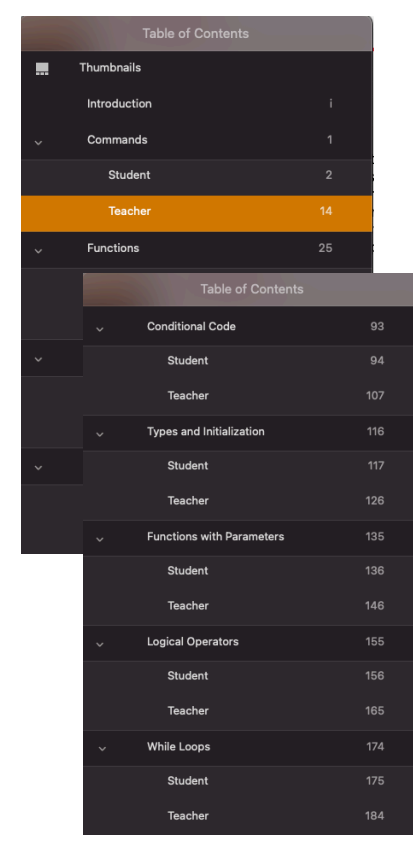 Table of Contents
Thumbnails
Introduction i
Commands 1
Student 2
Teacher 14
Functions 25
Table of Contents
Conditional Code 93
Student 94
Teacher 107
Types and Initialization 116
Student 117
Teacher 126
Functions with Parameters 135
Student 136
Teacher 146
Logical Operators 155
Student 156
Teacher 165
While Loops 174
Student 175
Teacher 184